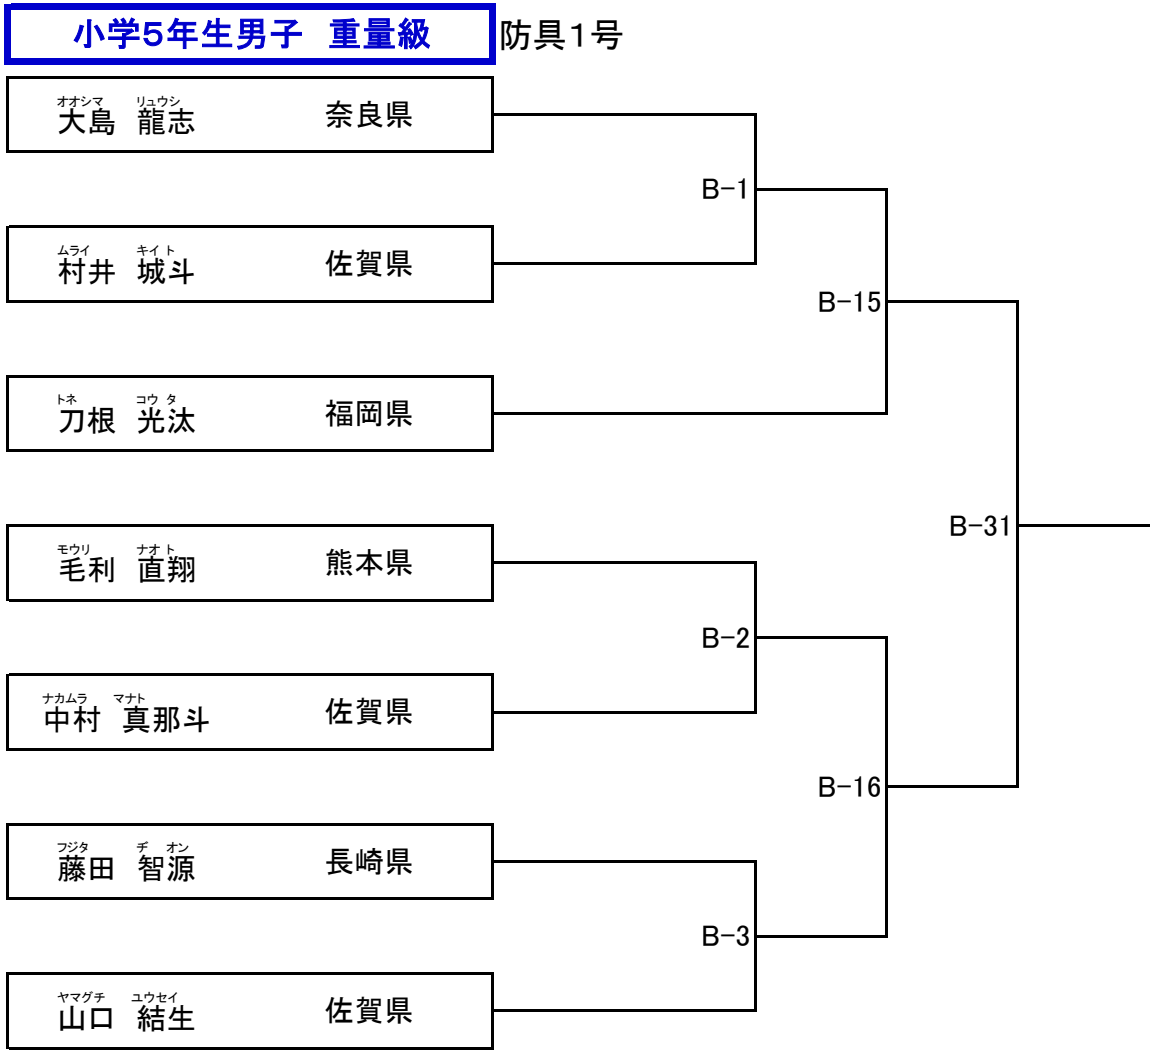 小学５年生男子　重量級　防具１号
オオシマ　リュウシ
大島　龍志　奈良県
B-1
ムライ　キイト
村井　城斗　佐賀県
B-15
トネ　コウタ
刀根　光汰　福岡県
B-31
モウリ　ナオト
毛利　直翔　熊本県
B-2
ナカムラ　マナト
中村　真那斗　佐賀県
B-16
フジタ　ヂオン
藤田　智源　長崎県
B-3
ヤマグチ　ユウセイ
山口　結生　佐賀県